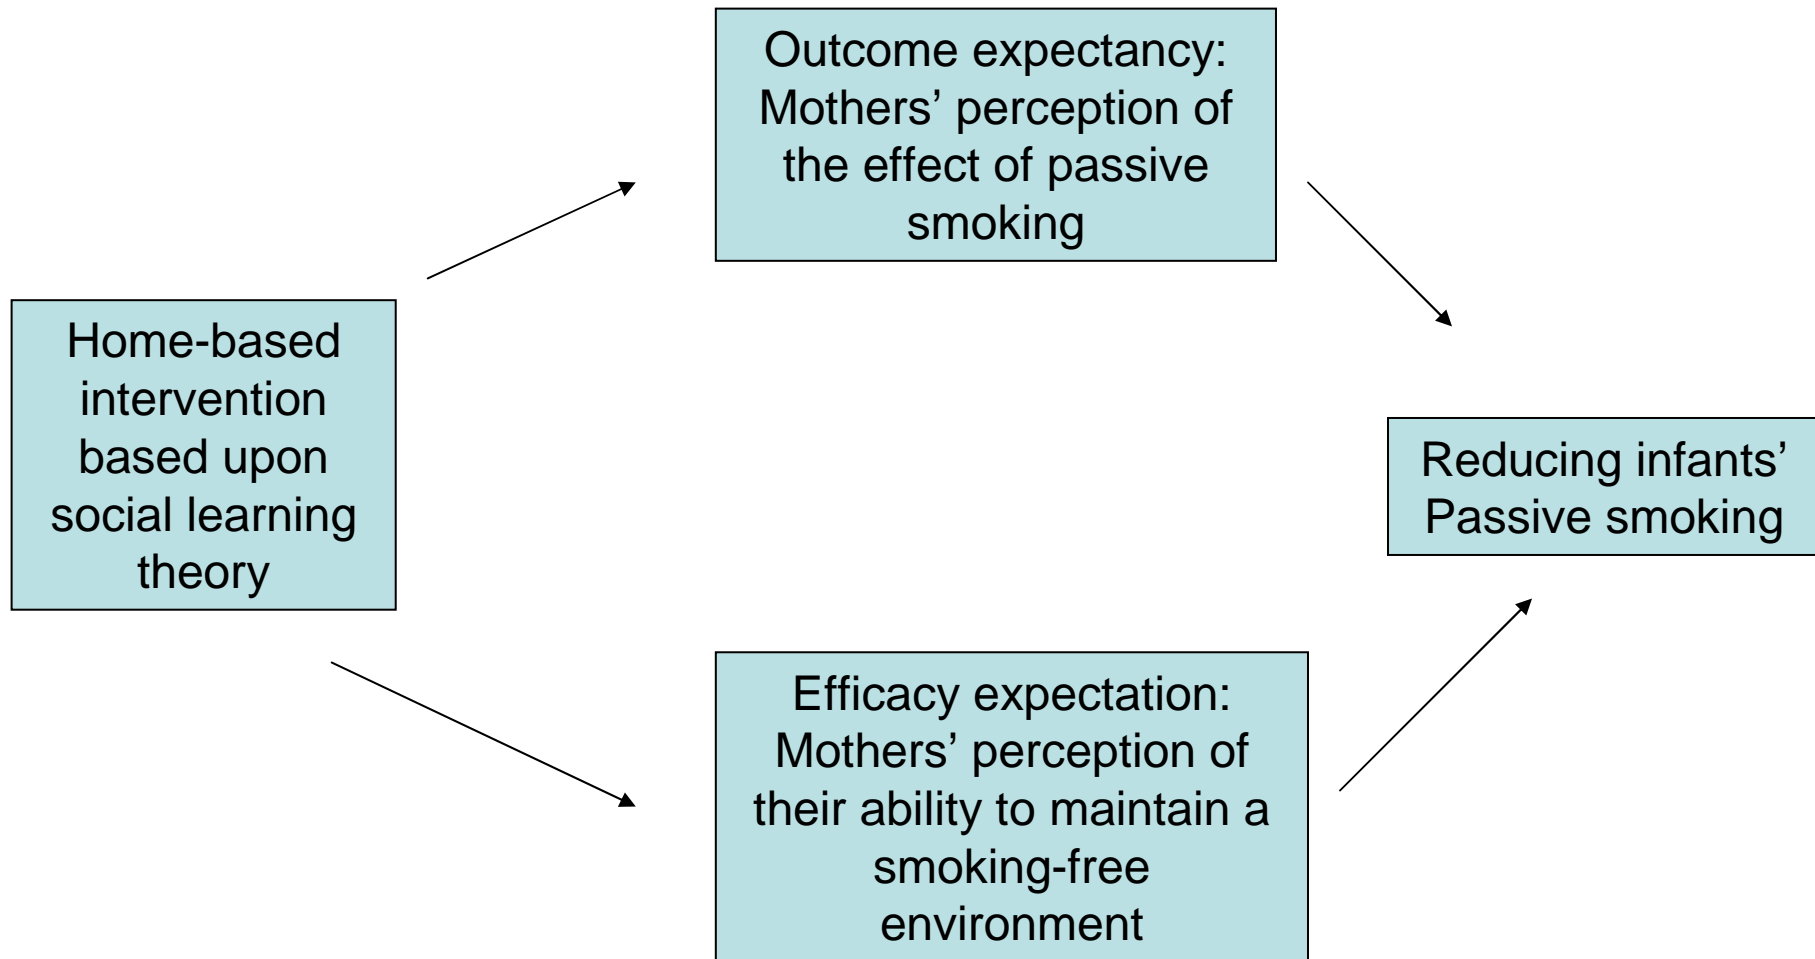 Outcome expectancy:
Mothers’ perception of
the effect of passive
smoking
Home-based
intervention
based upon
social learning
theory
Reducing infants’
Passive smoking
Efficacy expectation:
Mothers’ perception of
their ability to maintain a
smoking-free
environment